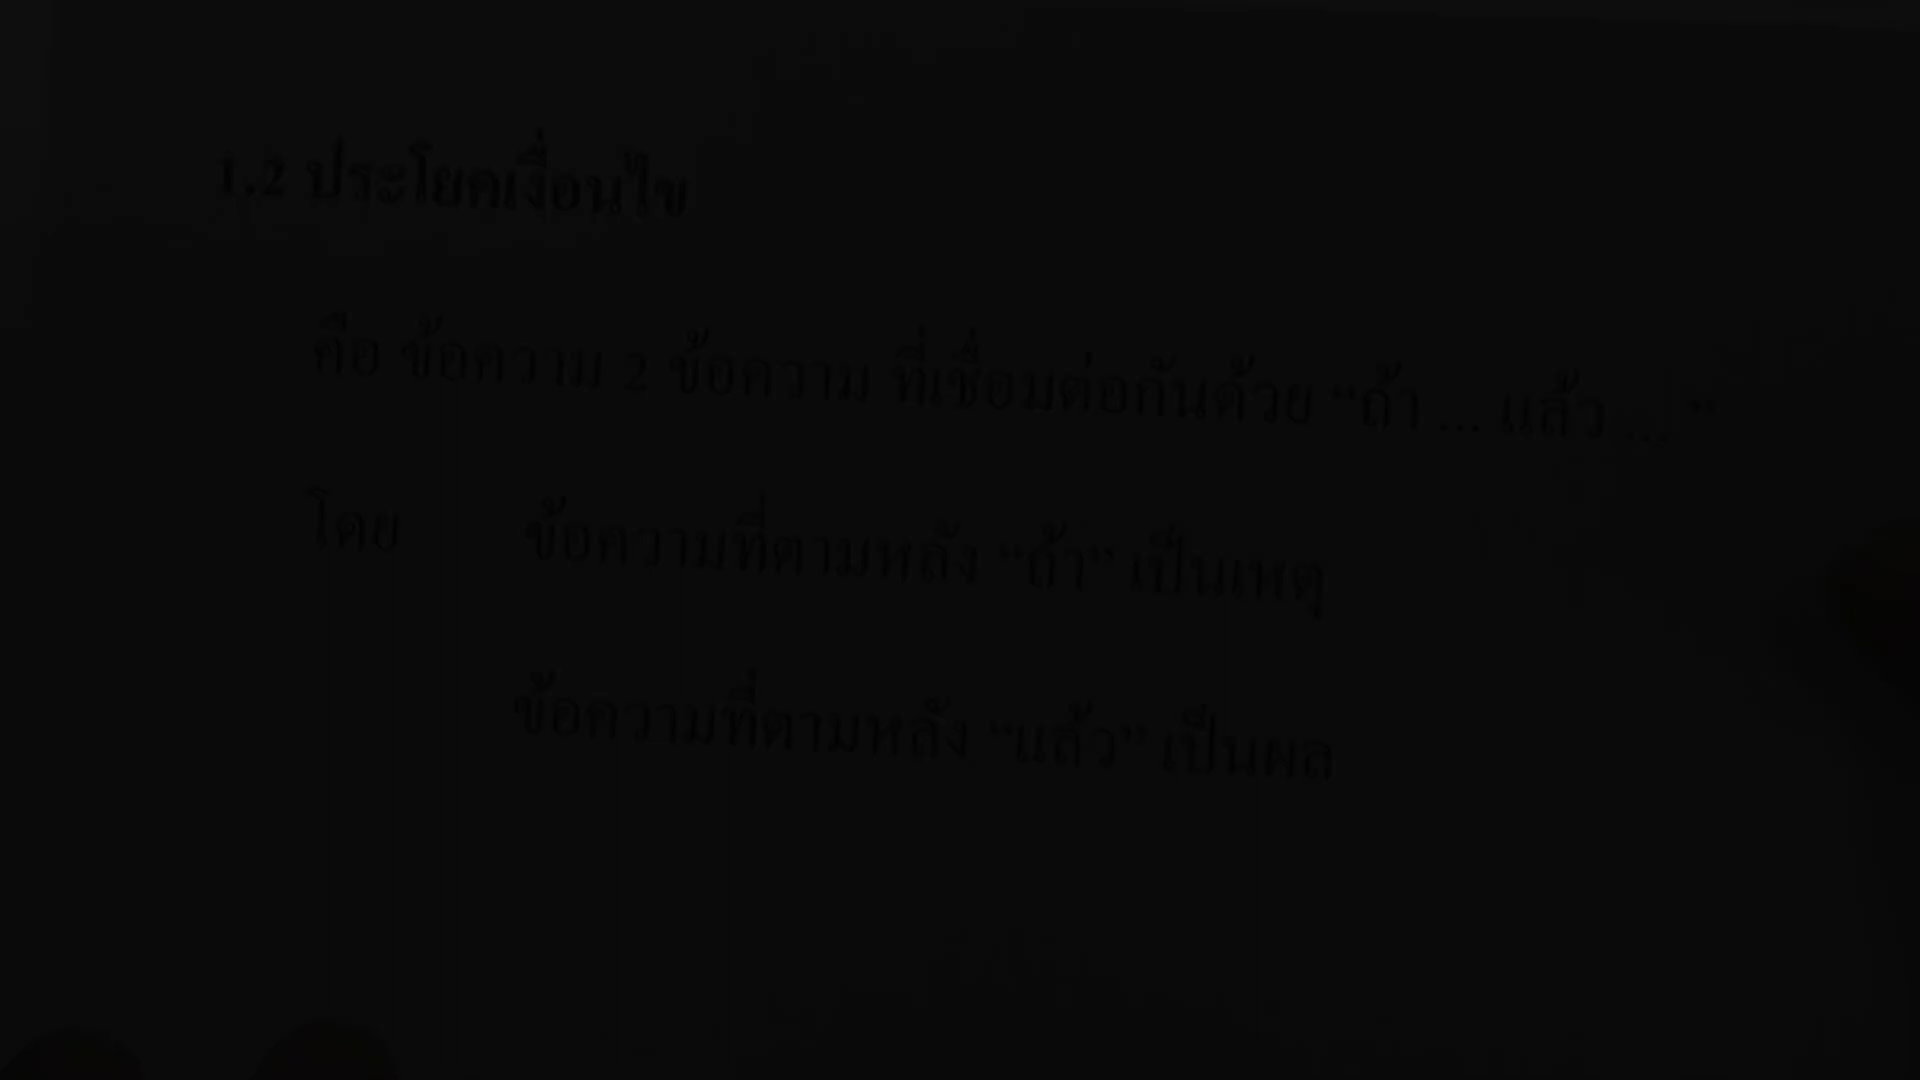 1.2 ประโยคเงื่อนไข
คือ ข้อความ 2 ข้อความ ที่เชื่อมต่อกันด้วย “ถ้า ... แล้ว ... ”
โดย ข้อความที่ตามหลัง “ถ้า” เป็นเหตุ
ข้อความที่ตามหลัง “แล้ว” เป็นผล